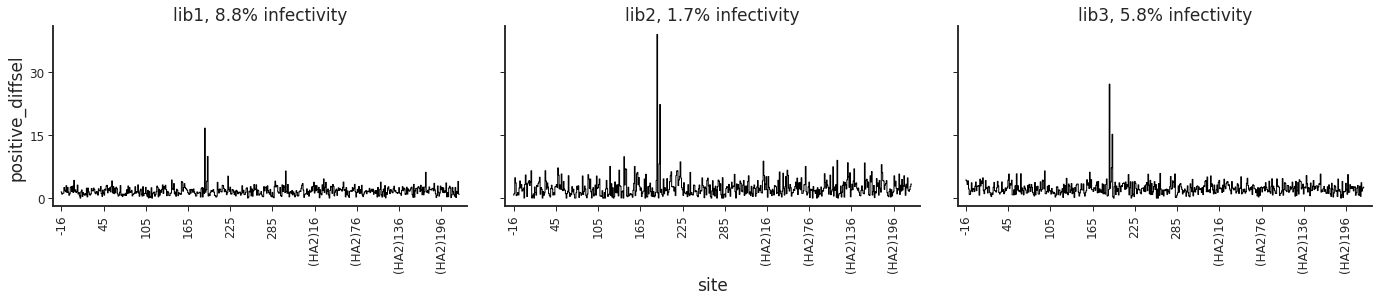 lib1, 8.8% infectivity
lib2, 1.7% infectivity
lib3, 5.8% infectivity
positive_diffsel
30
15
0
-16 45 105 165 225 285 (HA2)16 (HA2)76 (HA2)136 (HA2)196
-16 45 105 165 225 285 (HA2)16 (HA2)76 (HA2)136 (HA2)196
-16 45 105 165 225 285 (HA2)16 (HA2)76 (HA2)136 (HA2)196
site